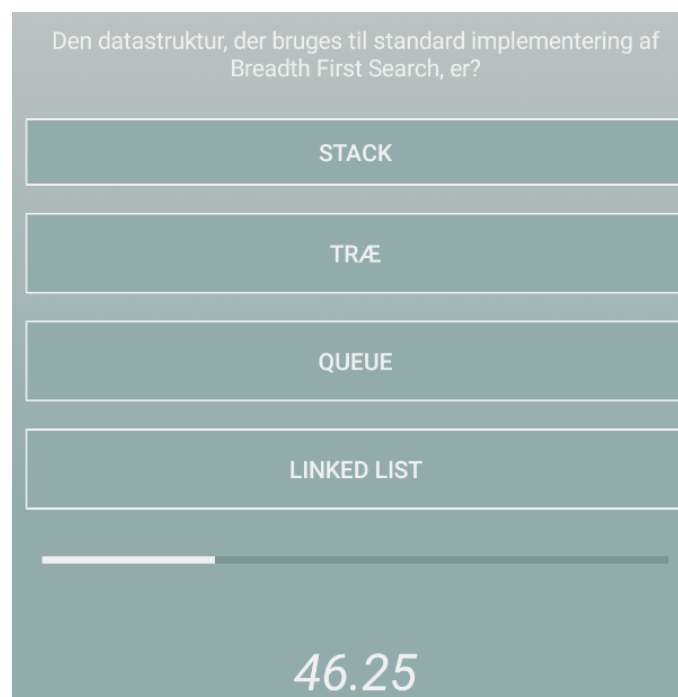 Den datastruktur, der bruges til standard implementering af
Breadth First Search, er?
STACK
TRÆ
QUEUE
LINKED LIST
46.25